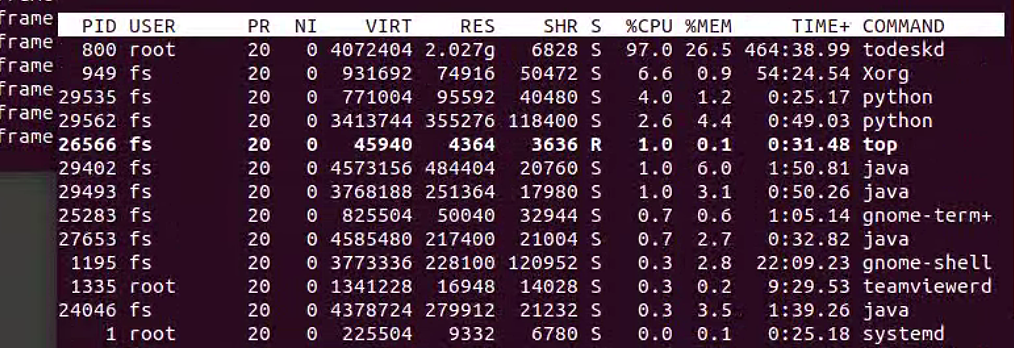 PID USER PR NI VIRT RES SHR S %CPU %MEM TIME+ COMMAND
800 root 20 0 4072404 2.027g 6828 S 97.0 26.5 464:38.99 todeskd
949 fs 20 0 931692 74916 50472 S 6.6 0.9 54:24.54 Xorg
29535 fs 20 0 771004 95592 40480 S 4.0 1.2 0:25.17 python
29562 fs 20 0 3413744 355276 118400 S 2.6 4.4 0:49.03 python
26566 fs 20 0 45940 4364 3636 R 1.0 0.1 0:31.48 top
29402 fs 20 0 4573156 484404 20760 S 1.0 6.0 1:50.81 java
29493 fs 20 0 3768188 251364 17980 S 1.0 3.1 0:50.26 java
25283 fs 20 0 825504 50040 32944 S 0.7 0.6 1:05.14 gnome-term+
27653 fs 20 0 4585480 217400 21004 S 0.7 2.7 0:32.82 java
1195 fs 20 0 3773336 228100 120952 S 0.3 2.8 22:09.23 gnome-shell
1335 root 20 0 1341228 16948 14028 S 0.3 0.2 9:29.53 teamviewerd
24046 fs 20 0 4378724 279912 21232 S 0.3 3.5 1:39.26 java
1 root 20 0 225504 9332 6780 S 0.0 0.1 0:25.18 systemd
frame
frame
frame
frame
frame
frame